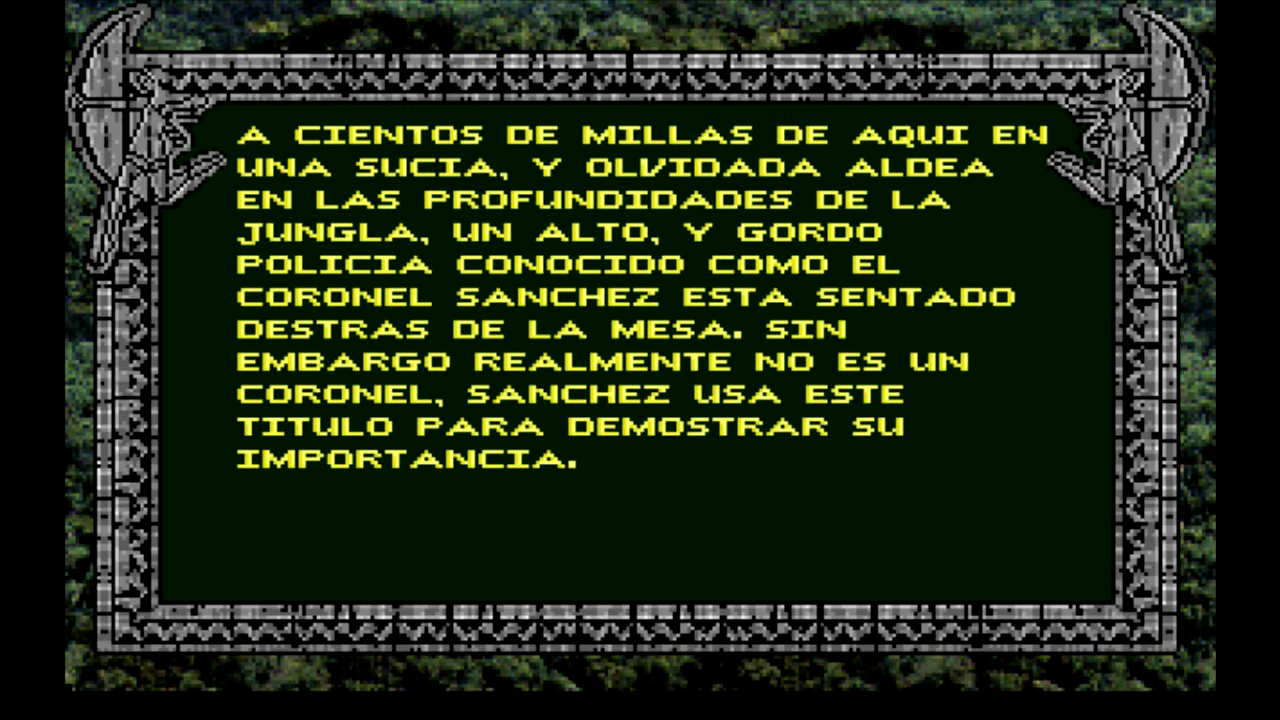 A CIENTOS DE MILLAS DE AQUI EN
UNA SUCIA, Y OLVIDADA ALDEA
EN LAS PROFUNDIDADES DE LA
JUNGLA, UN ALTO, Y GORDO
POLICIA CONOCIDO COMO EL
CORONEL SANCHEZ ESTA SENTADO
DESTRAS DE LA MESA. SIN
EMBARGO REALMENTE NO ES UN
CORONEL, SANCHEZ USA ESTE
TITULO PARA DEMOSTRAR SU
IMPORTANCIA.